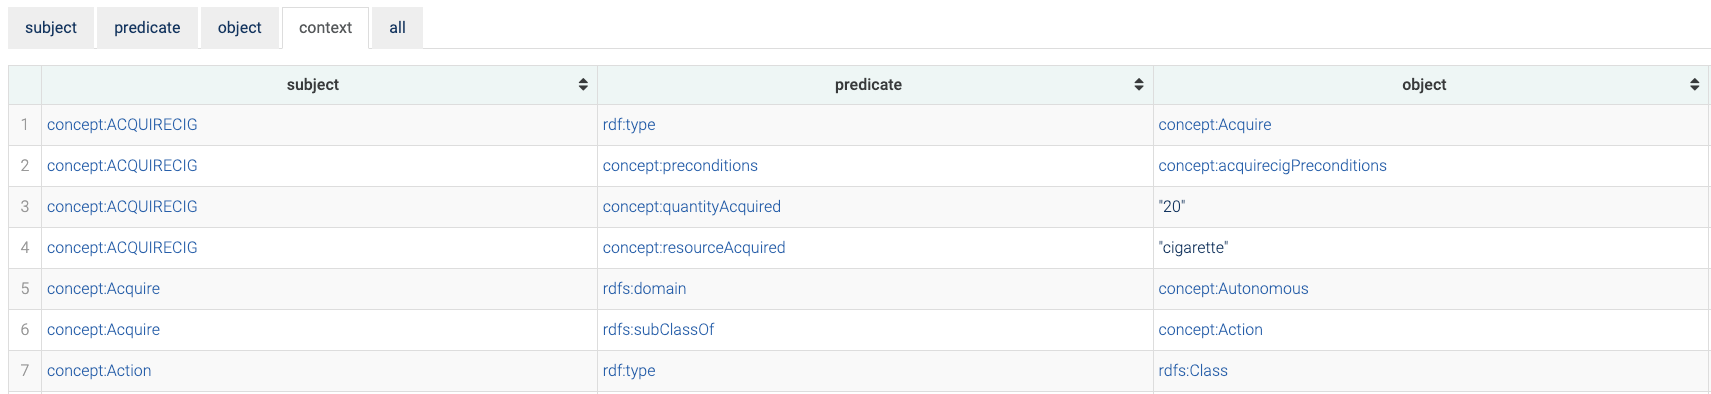 subject predicate object context all
subject predicate object
1 concept:ACQUIRECIG rdf:type concept:Acquire
2 concept:ACQUIRECIG concept:preconditions concept:acquirecigPreconditions
3 concept:ACQUIRECIG concept:quantityAcquired "20"
4 concept:ACQUIRECIG concept:resourceAcquired "cigarette"
5 concept:Acquire rdfs:domain concept:Autonomous
6 concept:Acquire rdfs:subClassOf concept:Action
7 concept:Action rdf:type rdfs:Class